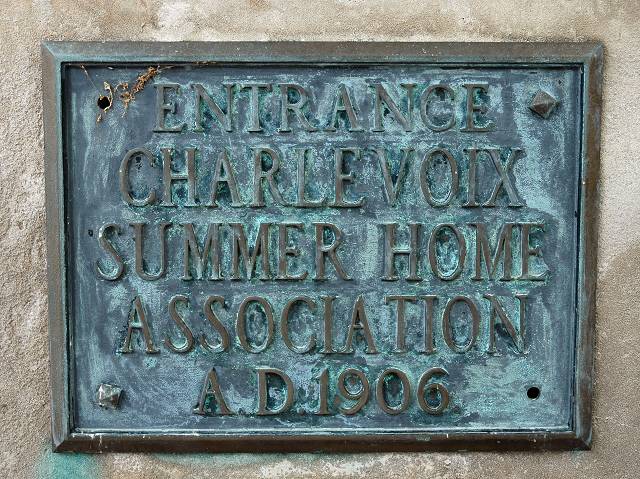 ENTRANCE
CHARLEVOIX
SUMMER HOME
ASSOCIATION
A.D.1906